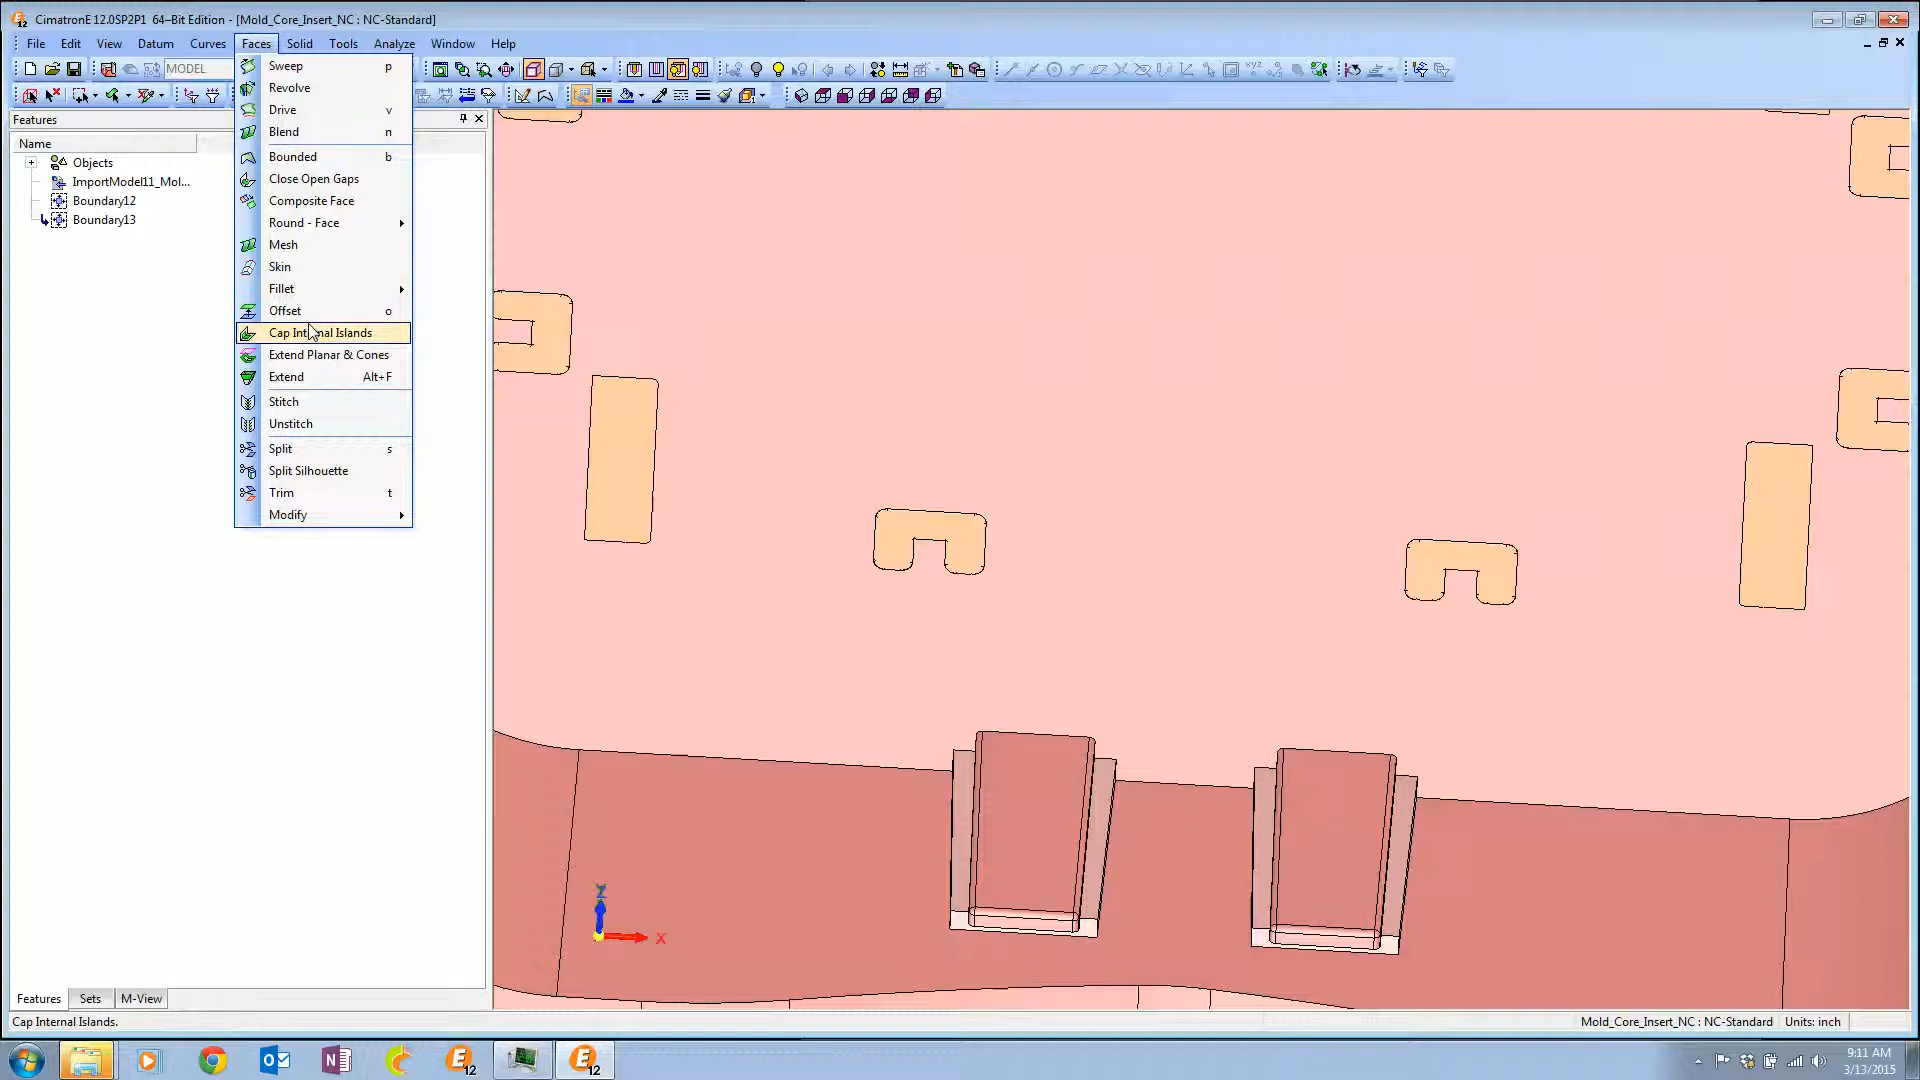 CimatronE 12.0SP2P1 64-Bit Edition - [Mold_Core_Insert_NC : NC-Standard]
File Edit View Datum Curves Faces Solid Tools Analyze Window Help
MODEL
Features
Name
Objects
ImportModel11_Mol...
Boundary12
Boundary13
Sweep p
Revolve
Drive v
Blend n
Bounded b
Close Open Gaps
Composite Face
Round - Face
Mesh
Skin
Fillet
Offset o
Cap Internal Islands
Extend Planar & Cones
Extend Alt+F
Stitch
Unstitch
Split s
Split Silhouette
Trim t
Modify
Z
X
Features Sets M-View
Cap Internal Islands.
Mold_Core_Insert_NC : NC-Standard Units: inch
12
12
9:11 AM
3/13/2015